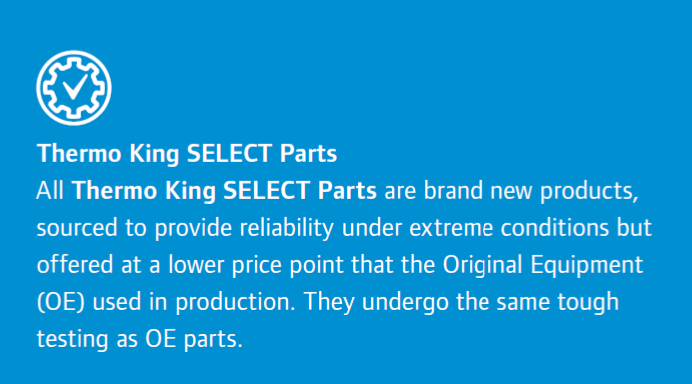 Thermo King SELECT Parts
All Thermo King SELECT Parts are brand new products,
sourced to provide reliability under extreme conditions but
offered at a lower price point that the Original Equipment
(OE) used in production. They undergo the same tough
testing as OE parts.